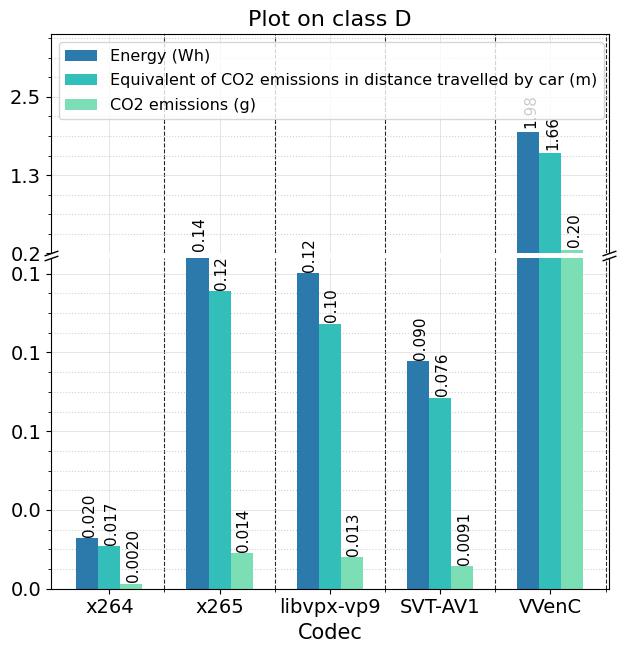 Plot on class D
Energy (Wh)
Equivalent of CO2 emissions in distance travelled by car (m)
CO2 emissions (g)
2.5
1.3
0.2
0.1
0.1
0.1
0.0
0.0
0.020
0.017
0.0020
0.14
0.12
0.014
0.12
0.10
0.013
0.090
0.076
0.0091
1.98
1.66
0.20
x264
x265
libvpx-vp9
SVT-AV1
VVenC
Codec